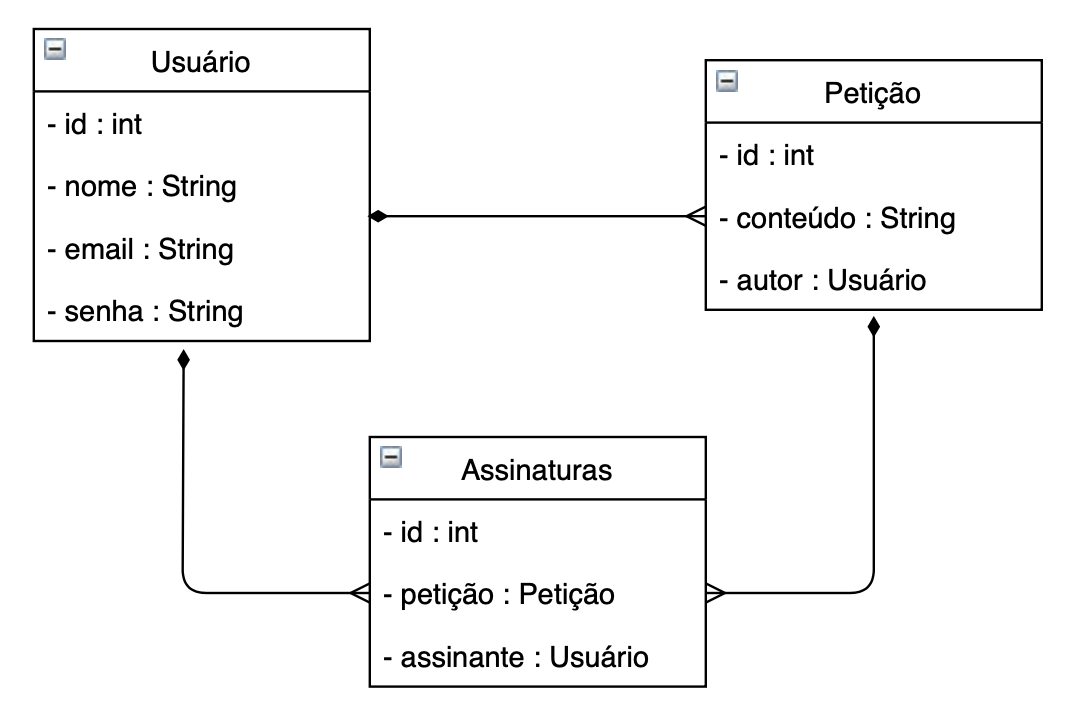 Usuário
- id : int
- nome : String
- email : String
- senha : String
Petição
- id : int
- conteúdo : String
- autor : Usuário
Assinaturas
- id : int
- petição : Petição
- assinante : Usuário